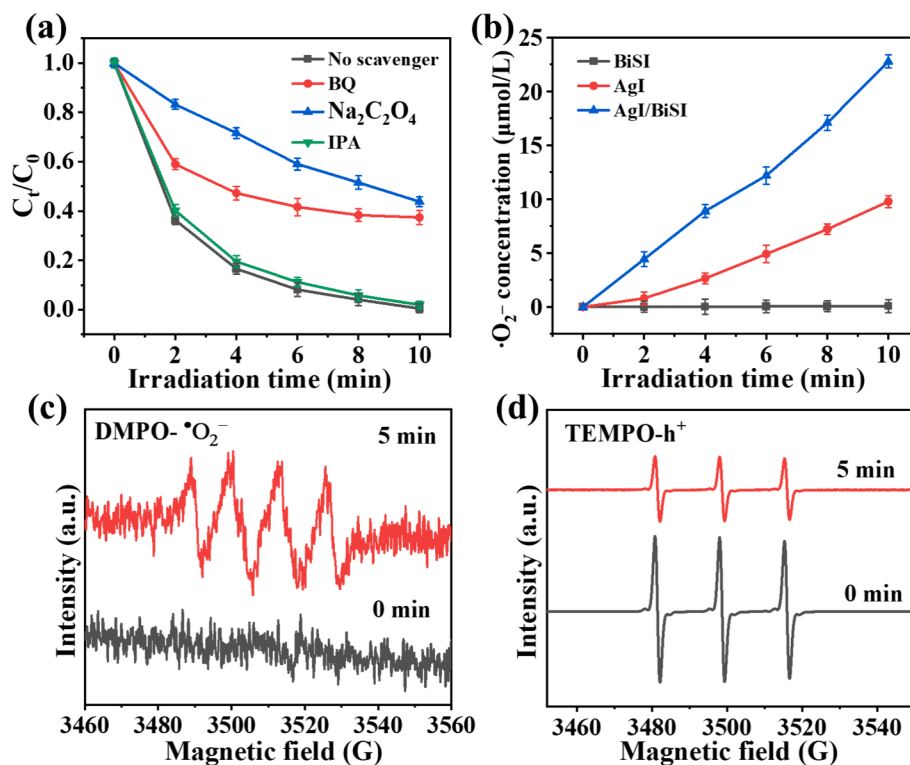 (a)
1.0
0.8
0.6
0.4
0.2
0.0
Cₜ/C₀
No scavenger
BQ
Na₂C₂O₄
IPA
0 2 4 6 8 10
Irradiation time (min)
(b)
25
20
15
10
5
0
·O₂⁻ concentration (μmol/L)
BiSI
AgI
AgI/BiSI
0 2 4 6 8 10
Irradiation time (min)
(c)
DMPO- •O₂⁻
5 min
0 min
Intensity (a.u.)
3460 3480 3500 3520 3540 3560
Magnetic field (G)
(d)
TEMPO-h⁺
5 min
0 min
Intensity (a.u.)
3460 3480 3500 3520 3540
Magnetic field (G)